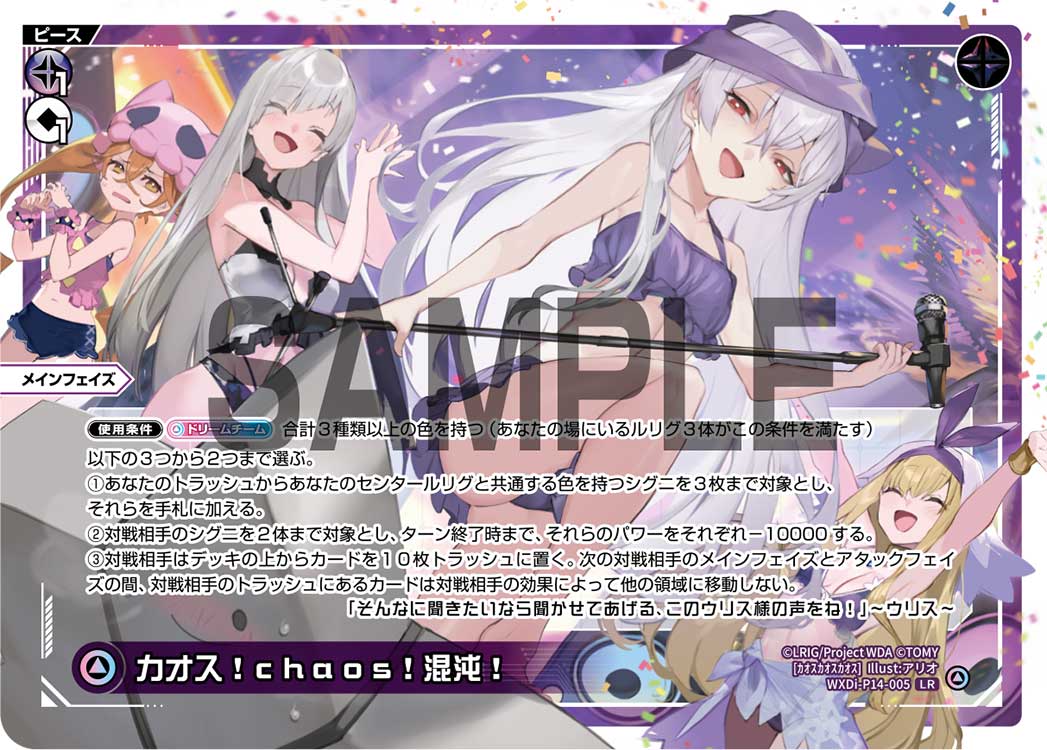 ピース
1
1
メインフェイズ
SAMPLE
使用条件 ドリームチーム 合計3種類以上の色を持つ（あなたの場にいるルリグ3体がこの条件を満たす）
以下の3つから2つまで選ぶ。
①あなたのトラッシュからあなたのセンタールリグと共通する色を持つシグニを3枚まで対象とし、
それらを手札に加える。
②対戦相手のシグニを2体まで対象とし、ターン終了時まで、それらのパワーをそれぞれ－10000する。
③対戦相手はデッキの上からカードを10枚トラッシュに置く。次の対戦相手のメインフェイズとアタックフェイ
ズの間、対戦相手のトラッシュにあるカードは対戦相手の効果によって他の領域に移動しない。
「そんなに聞きたいなら聞かせてあげる、このウリス様の声をね！」～ウリス～
カオス！chaos！混沌！
©LRIG/Project WDA ©TOMY
[カオスカオスカオス] Illust:アリオ
WXDi-P14-005 LR